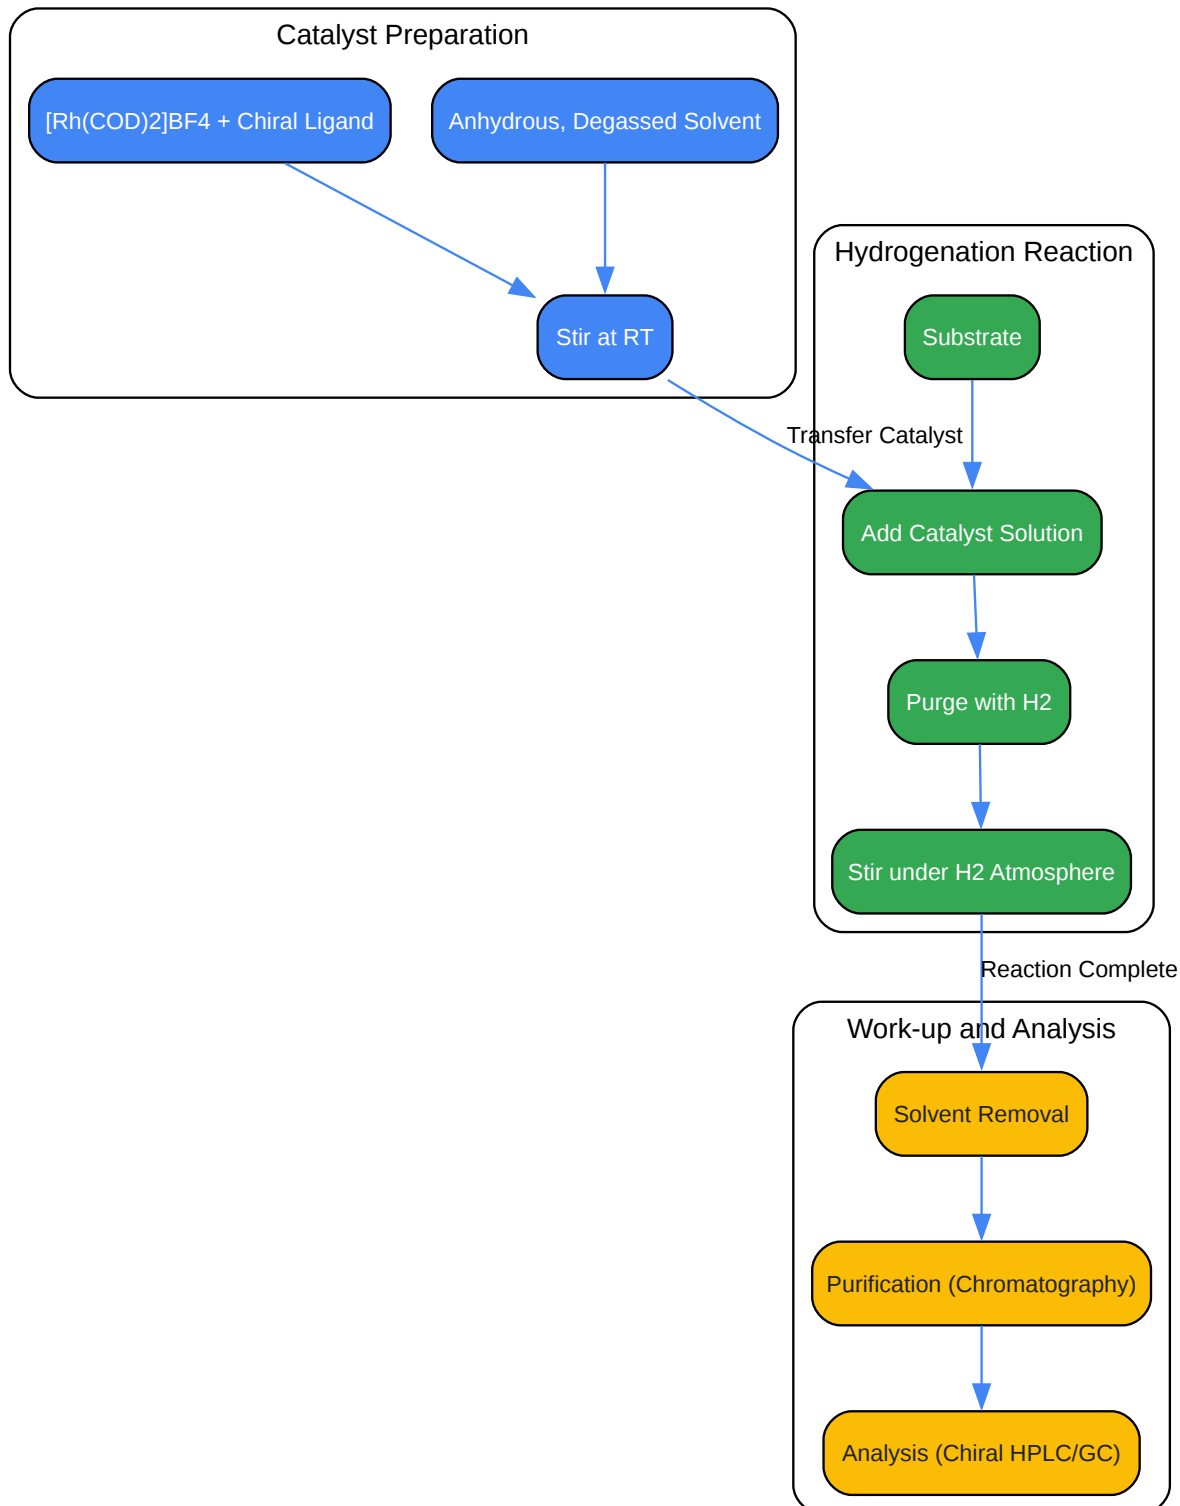 Catalyst Preparation
[Rh(COD)2]BF4 + Chiral Ligand
Anhydrous, Degassed Solvent
Stir at RT
Hydrogenation Reaction
Substrate
Transfer Catalyst
Add Catalyst Solution
Purge with H2
Stir under H2 Atmosphere
Reaction Complete
Work-up and Analysis
Solvent Removal
Purification (Chromatography)
Analysis (Chiral HPLC/GC)